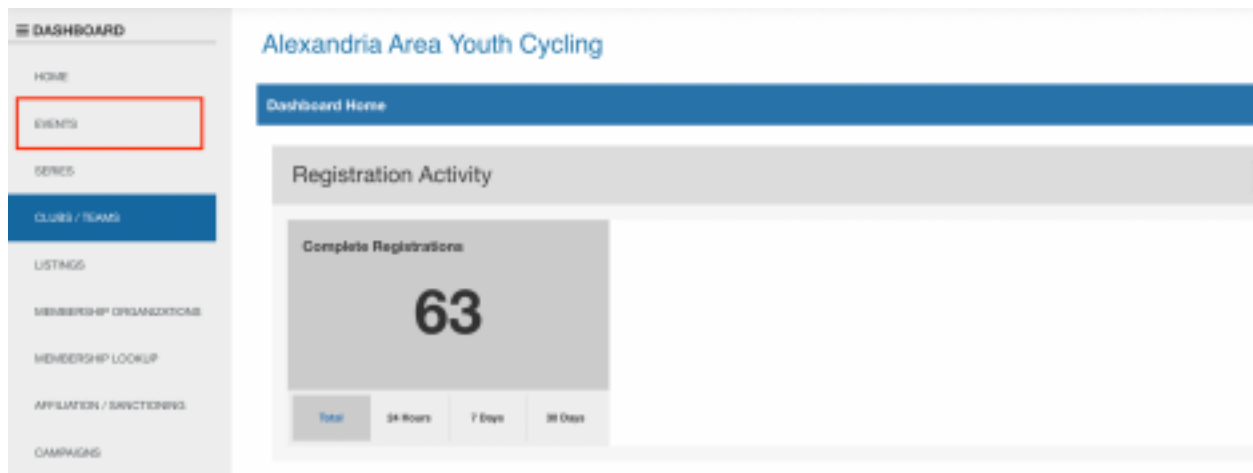 DASHBOARD
HOME
EVENTS
SERIES
CLUBS / TEAMS
LISTINGS
MEMBERSHIP ORGANIZATIONS
MEMBERSHIP LOOKUP
AFFILIATION / SANCTIONING
CAMPAIGNS
Alexandria Area Youth Cycling
Dashboard Home
Registration Activity
Complete Registrations
63
Total 24 Hours 7 Days 30 Days